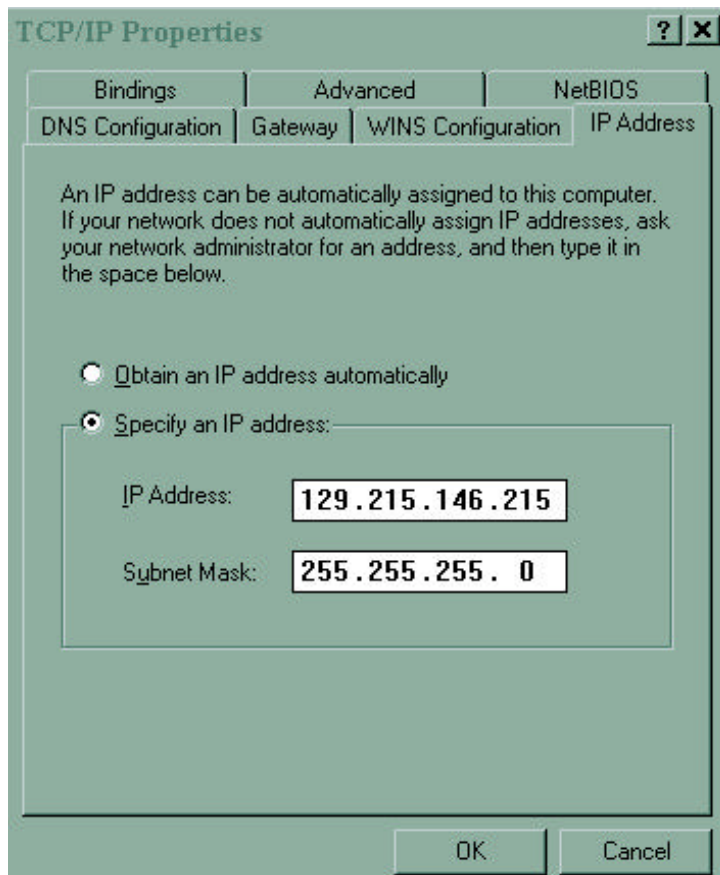 TCP/IP Properties
Bindings Advanced NetBIOS
DNS Configuration Gateway WINS Configuration IP Address
An IP address can be automatically assigned to this computer.
If your network does not automatically assign IP addresses, ask
your network administrator for an address, and then type it in
the space below.
Obtain an IP address automatically
Specify an IP address:
IP Address: 129.215.146.215
Subnet Mask: 255.255.255. 0
OK Cancel